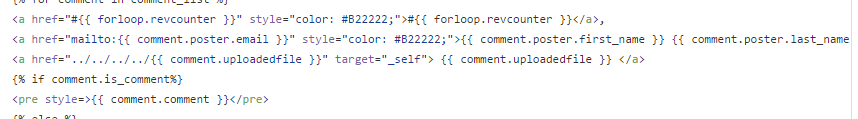 {% for comment in comment_list %}
<a href="#{{ forloop.revcounter }}" style="color: #B22222;">#{{ forloop.revcounter }}</a>,
<a href="mailto:{{ comment.poster.email }}" style="color: #B22222;">{{ comment.poster.first_name }} {{ comment.poster.last_name
<a href="../../../../{{ comment.uploadedfile }}" target="_self"> {{ comment.uploadedfile }} </a>
{% if comment.is_comment%}
<pre style=>{{ comment.comment }}</pre>
{% else %}